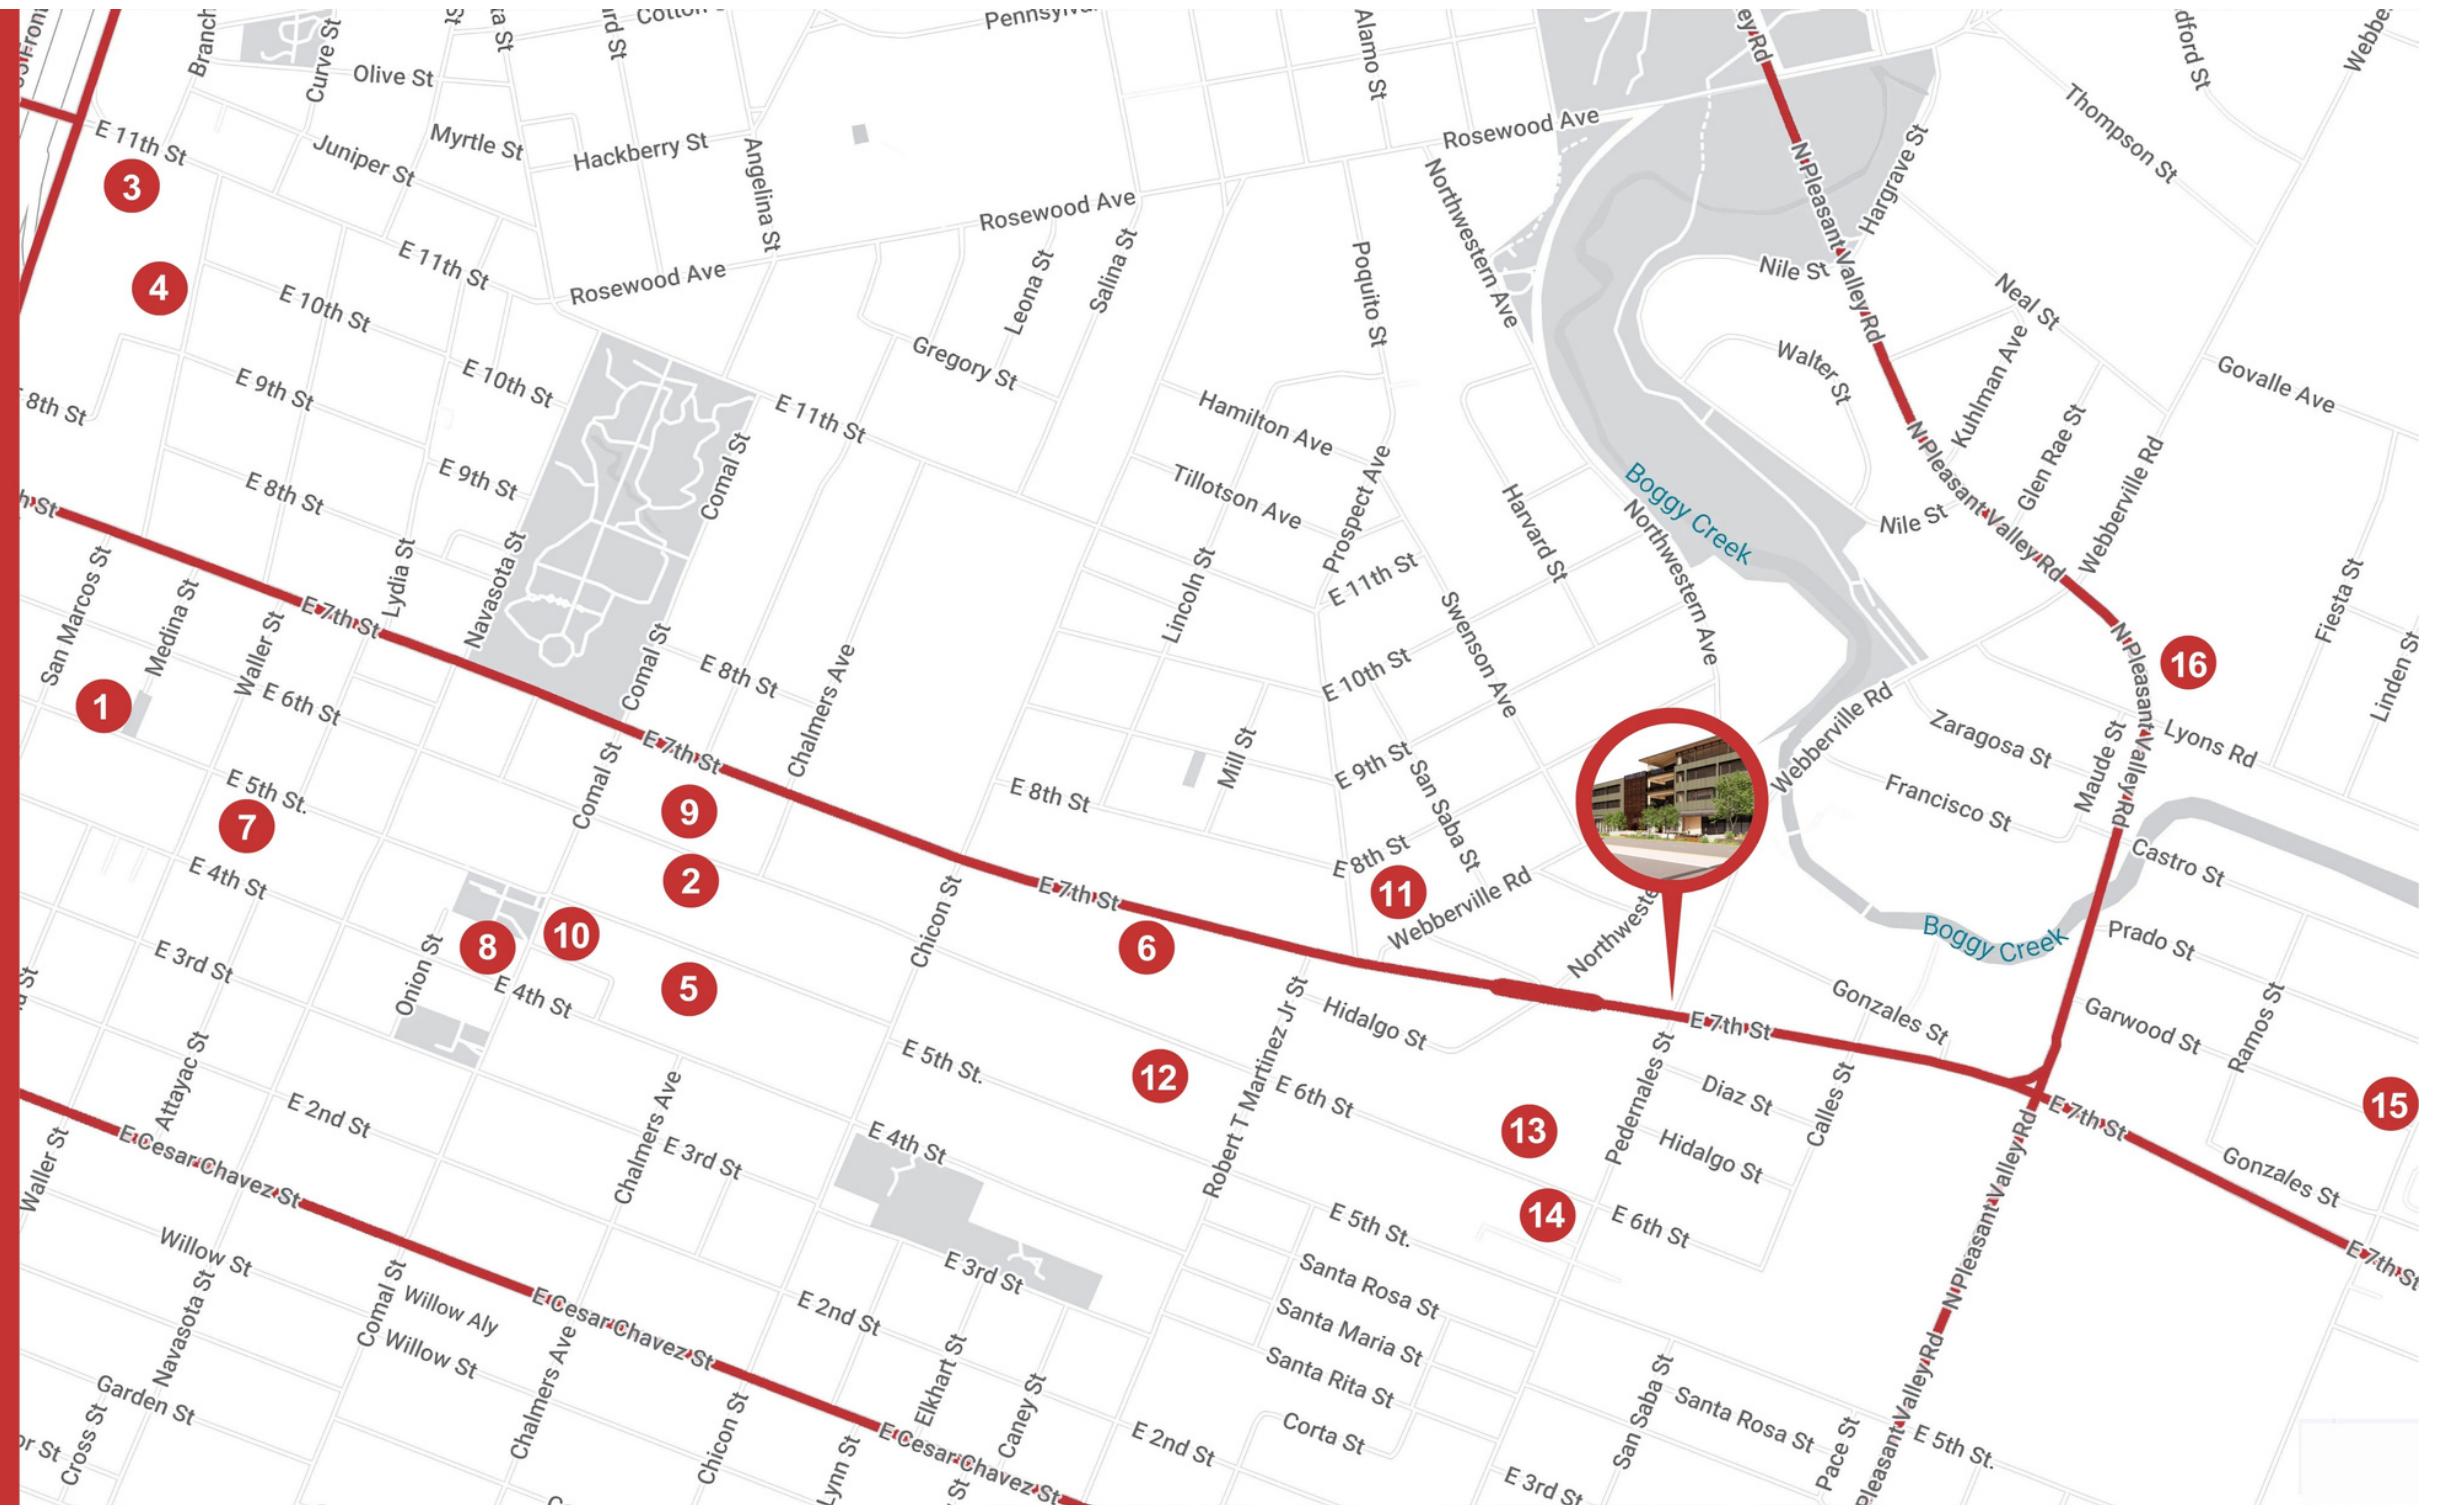 Branch
Curve St
Olive St
Cotton
Pennsylva
Alamo St
Rosewood Ave
Thompson St
Webbe
E 11th St
Juniper St
Myrtle St
Hackberry St
Angelina St
Rosewood Ave
Northwestern Ave
N Pleasant Valley Rd
Hargrave St
3
4
E 11th St
E 10th St
Rosewood Ave
Leona St
Salina St
Poquito St
Nile St
Neal St
8th St
E 9th St
E 10th St
Gregory St
E 11th St
Hamilton Ave
Walter St
Kuhlman Ave
Glen Rae St
Govalle Ave
E 8th St
E 9th St
Comal St
Tillotson Ave
Prospect Ave
Harvard St
Boggy Creek
Northwestern Ave
Nile St
N Pleasant Valley Rd
Webberville Rd
h St
San Marcos St
Medina St
Waller St
E 7th St
Lydia St
Navasota St
Lincoln St
E 11th St
Swenson Ave
Fiesta St
Linden St
1
E 6th St
Comal St
E 8th St
Chalmers Ave
E 10th St
16
N Pleasant Valley Rd
E 5th St.
7
Comal St
E 7th St
9
2
E 8th St
Mill St
E 9th St
San Saba St
Webberville Rd
Zaragosa St
Francisco St
Maude St
Lyons Rd
E 4th St
Chicon St
E 7th St
E 8th St
11
Webberville Rd
Castro St
E 3rd St
Onion St
8
10
E 4th St
5
6
Northweste
Boggy Creek
Prado St
Attayac St
E 5th St.
12
Robert T Martinez Jr St
Hidalgo St
E 7th St
Gonzales St
Garwood St
Ramos St
E 2nd St
Chalmers Ave
E 3rd St
E 4th St
E 6th St
13
Pedernales St
Diaz St
Calles St
Hidalgo St
E 7th St
15
Waller St
E Cesar Chavez St
E 3rd St
E 5th St.
14
E 6th St
N Pleasant Valley Rd
Gonzales St
E 7th St
Willow St
Navasota St
Comal St
Willow Aly
Willow St
E Cesar Chavez St
E 2nd St
Santa Rosa St
Santa Maria St
Santa Rita St
Garden St
Cross St
Chalmers Ave
Chicon St
Lynn St
Elkhart St
Caney St
E Cesar Chavez St
E 2nd St
Corta St
E 3rd St
San Saba St
Santa Rosa St
Pace St
Pleasant Valley Rd
E 5th St.